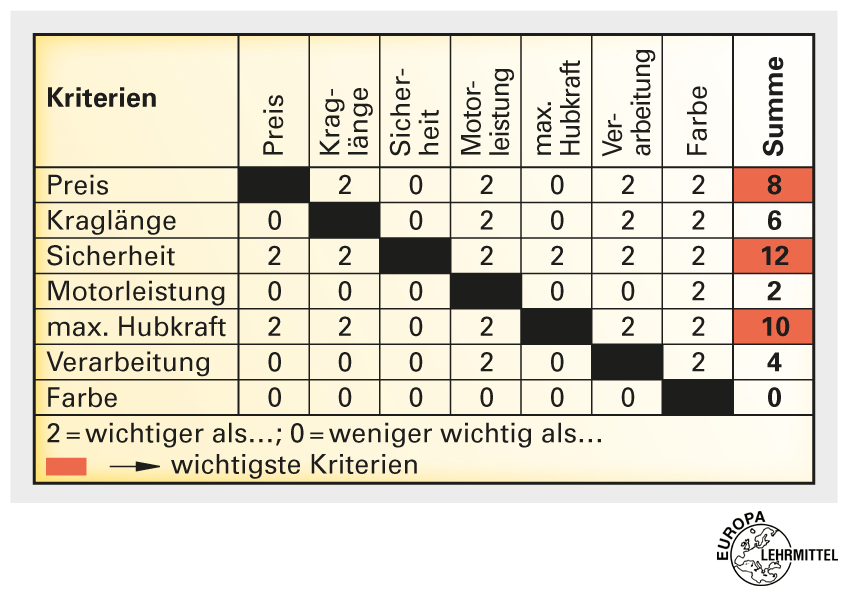 Kriterien Preis Krag-länge Sicher-heit Motor-leistung max. Hubkraft Ver-arbeitung Farbe Summe
Preis 2 0 2 0 2 2 8
Kraglänge 0 0 2 0 2 2 6
Sicherheit 2 2 2 2 2 2 12
Motorleistung 0 0 0 0 0 2 2
max. Hubkraft 2 2 0 2 2 2 10
Verarbeitung 0 0 0 2 0 2 4
Farbe 0 0 0 0 0 0 0
2 = wichtiger als...; 0 = weniger wichtig als...
wichtigste Kriterien
EUROPA
LEHRMITTEL